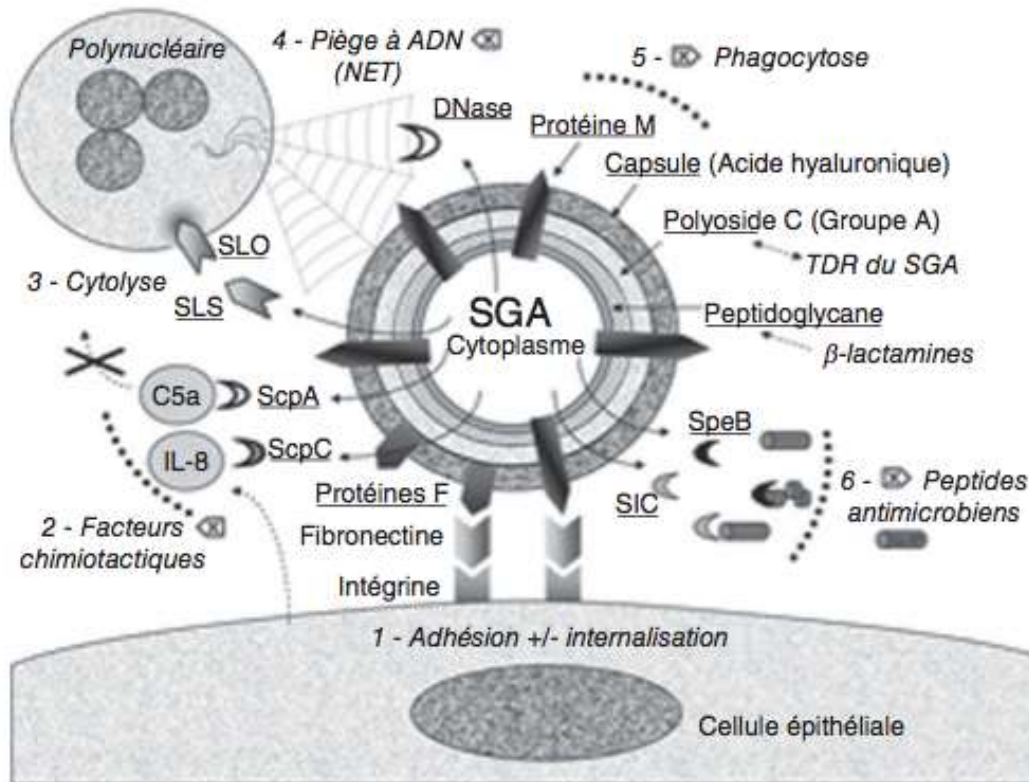 Polynucléaire
4 - Piège à ADN
(NET)
5 - Phagocytose
DNase
Protéine M
Capsule (Acide hyaluronique)
Polyoside C (Groupe A)
TDR du SGA
SLO
3 - Cytolyse
SLS
SGA
Cytoplasme
Peptidoglycane
β-lactamines
C5a
ScpA
IL-8
ScpC
SpeB
Protéines F
SIC
6 - Peptides
antimicrobiens
2 - Facteurs
chimiotactiques
Fibronectine
Intégrine
1 - Adhésion +/- internalisation
Cellule épithéliale